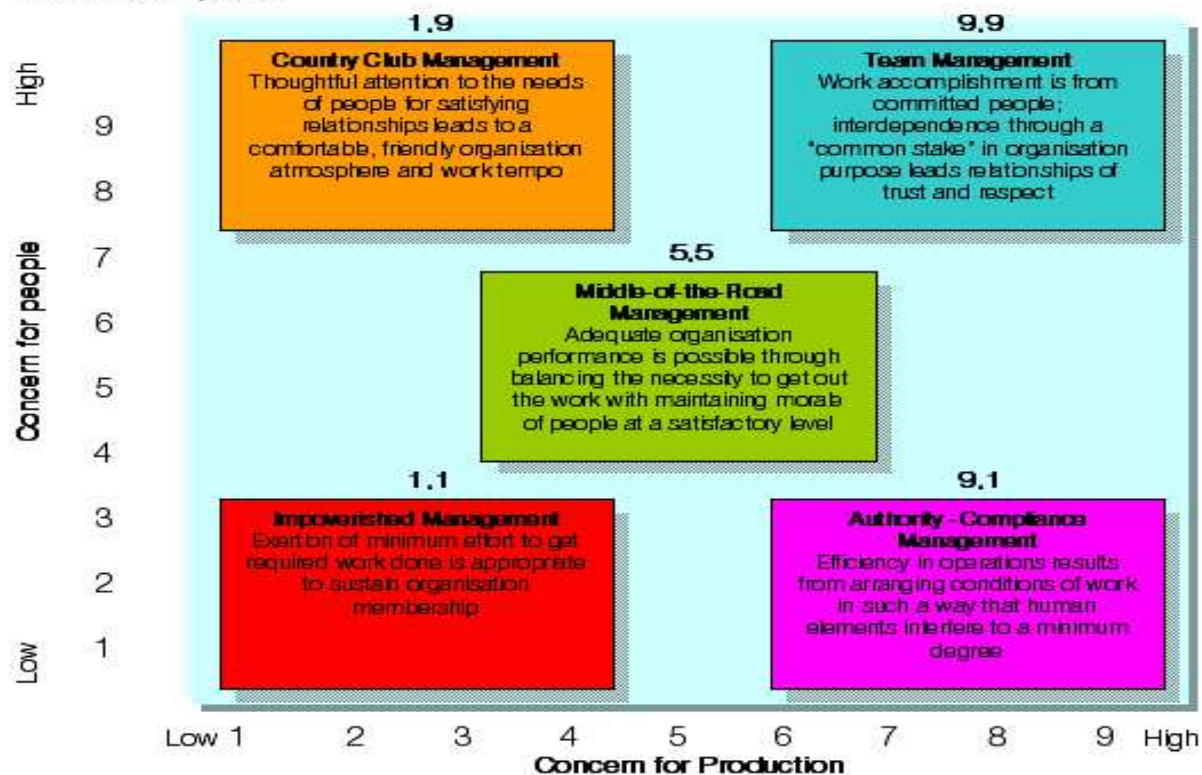 1.9
Country Club Management
Thoughtful attention to the needs
of people for satisfying
relationships leads to a
comfortable, friendly organisation
atmosphere and work tempo
9.9
Team Management
Work accomplishment is from
committed people;
interdependence through a
"common stake" in organisation
purpose leads relationships of
trust and respect
5.5
Middle-of-the-Road
Management
Adequate organisation
performance is possible through
balancing the necessity to get out
the work with maintaining morale
of people at a satisfactory level
1.1
Impoverished Management
Exertion of minimum effort to get
required work done is appropriate
to sustain organisation
membership
9.1
Authority-Compliance
Management
Efficiency in operations results
from arranging conditions of work
in such a way that human
elements interfere to a minimum
degree
High
9
8
7
6
5
4
3
2
1
Low
Concern for people
Low 1 2 3 4 5 6 7 8 9 High
Concern for Production